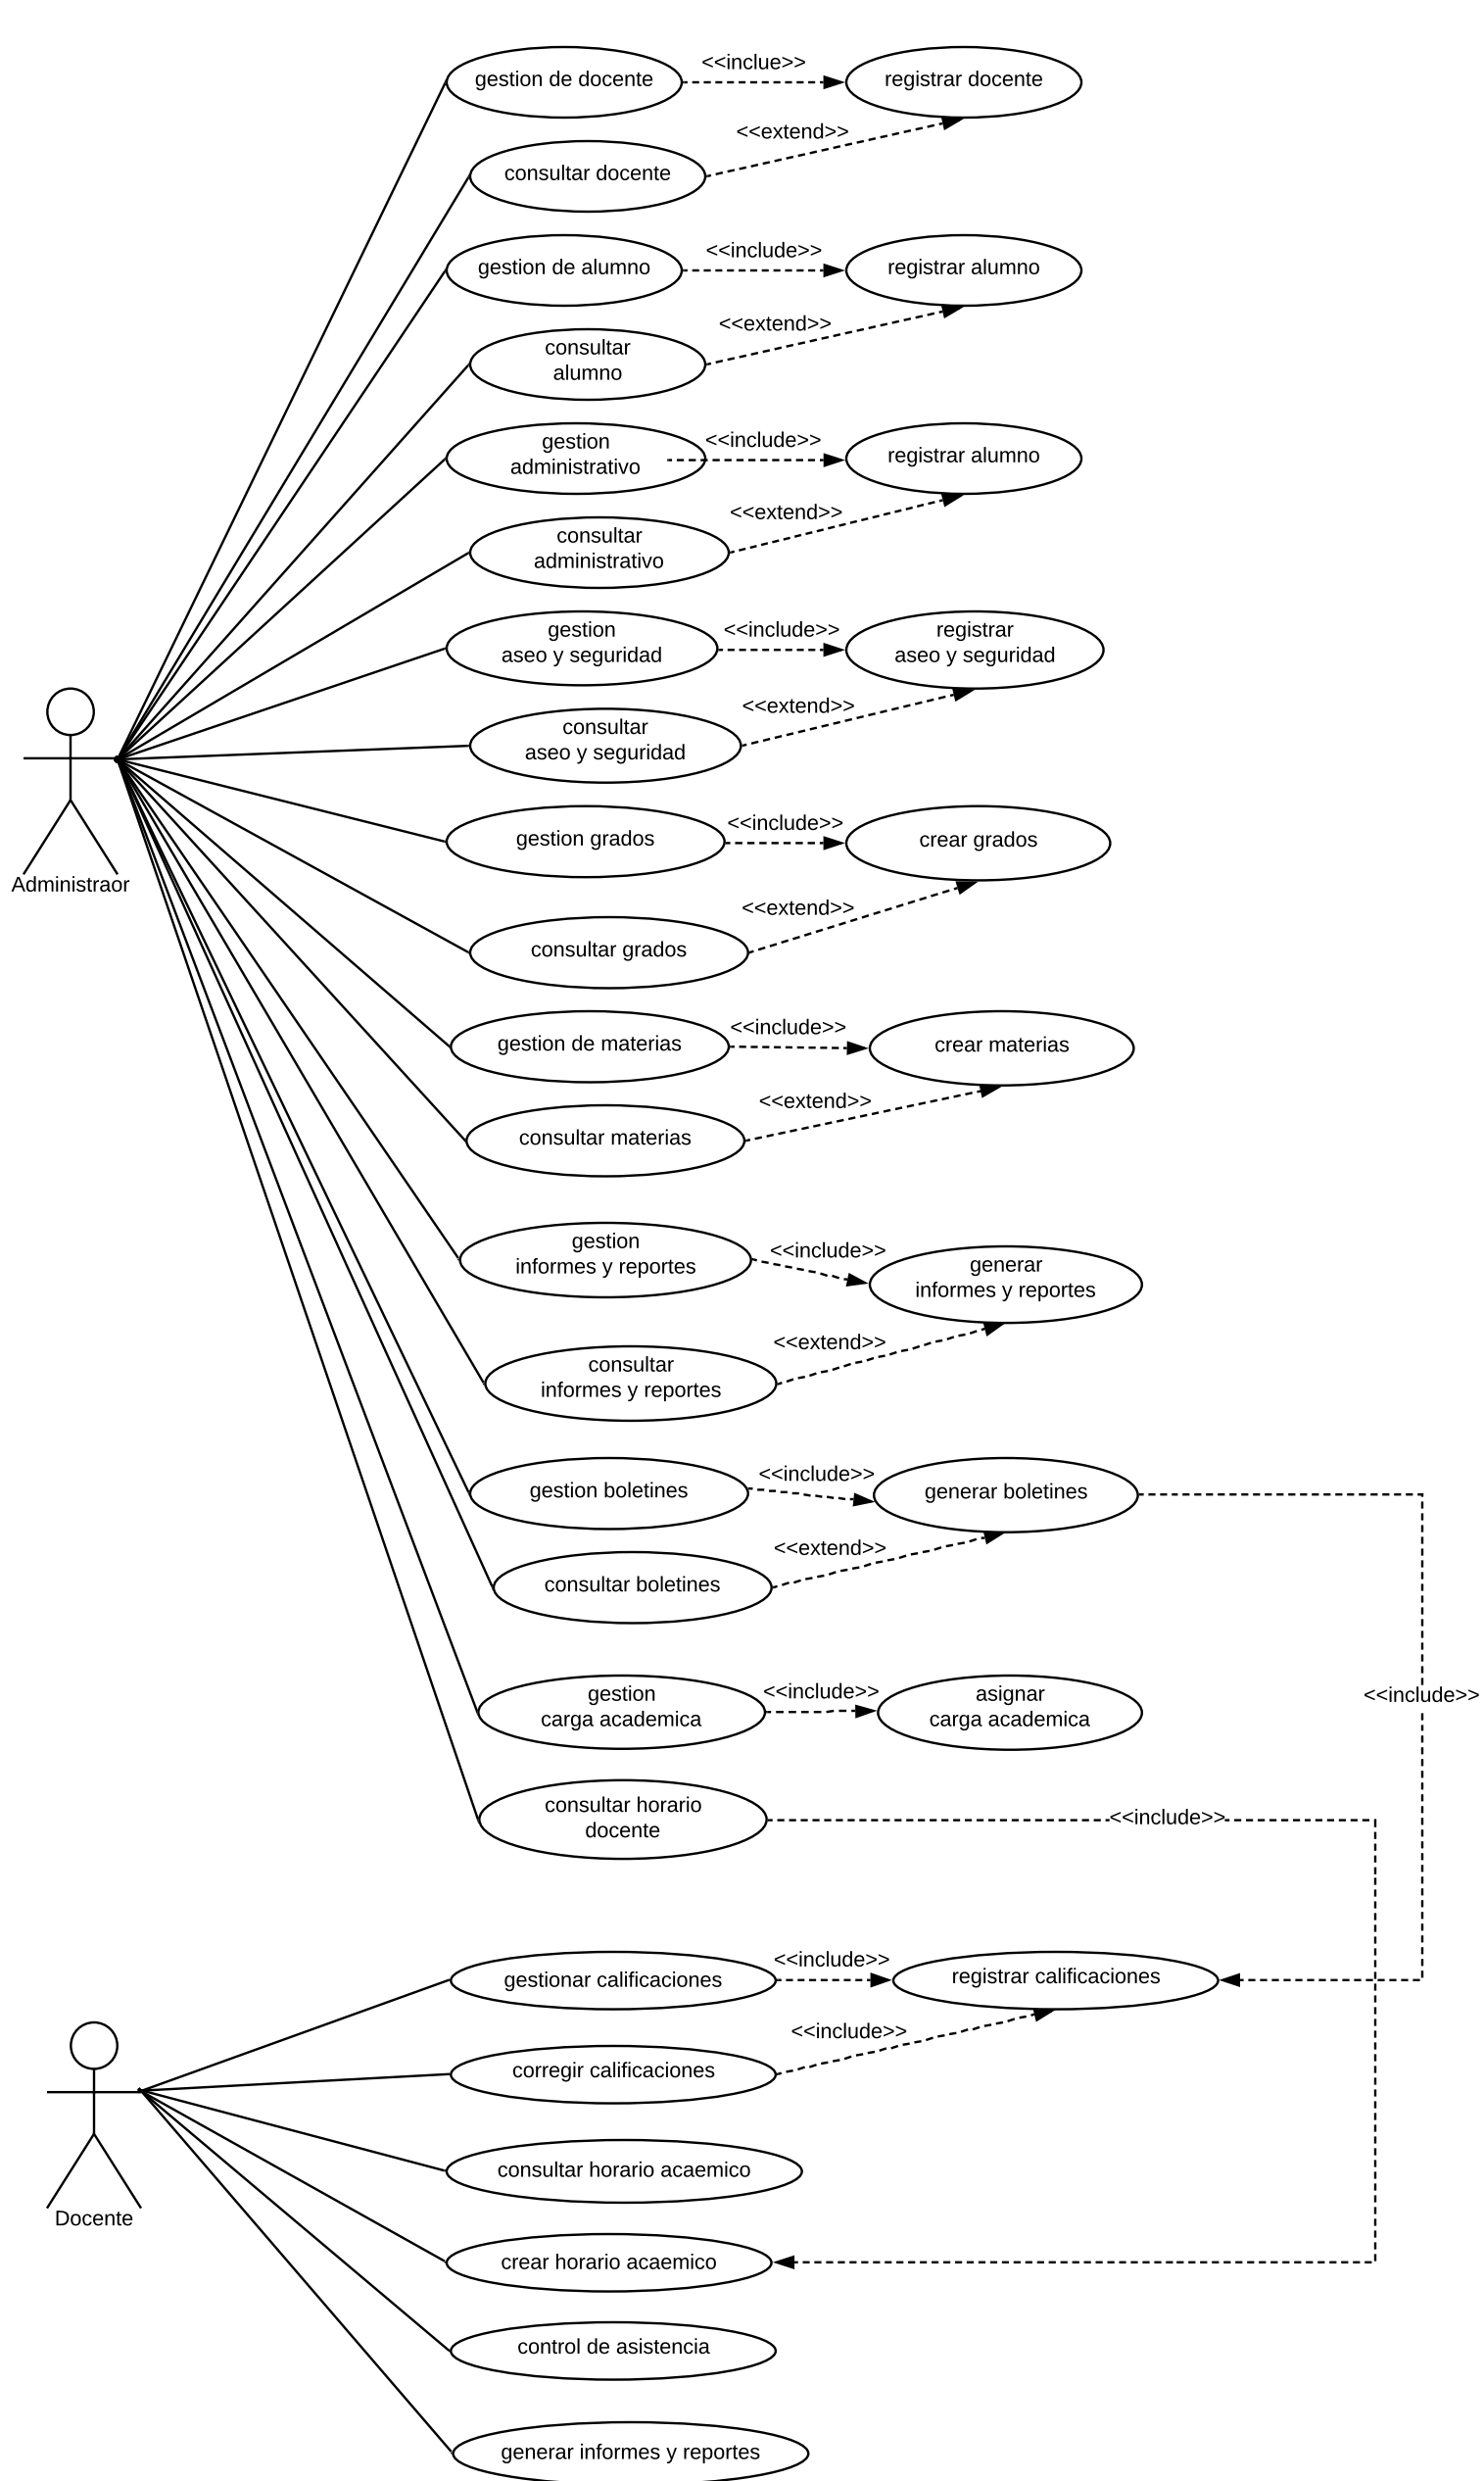 gestion de docente
<<inclue>>
registrar docente
<<extend>>
consultar docente
gestion de alumno
<<include>>
registrar alumno
<<extend>>
consultar
alumno
gestion
administrativo
<<include>>
registrar alumno
<<extend>>
consultar
administrativo
gestion
aseo y seguridad
<<include>>
registrar
aseo y seguridad
<<extend>>
consultar
aseo y seguridad
Administraor
gestion grados
<<include>>
crear grados
<<extend>>
consultar grados
gestion de materias
<<include>>
crear materias
<<extend>>
consultar materias
gestion
informes y reportes
<<include>>
generar
informes y reportes
<<extend>>
consultar
informes y reportes
gestion boletines
<<include>>
generar boletines
<<extend>>
consultar boletines
gestion
carga academica
<<include>>
asignar
carga academica
<<include>>
consultar horario
docente
<<include>>
gestionar calificaciones
<<include>>
registrar calificaciones
<<include>>
corregir calificaciones
consultar horario acaemico
Docente
crear horario acaemico
control de asistencia
generar informes y reportes